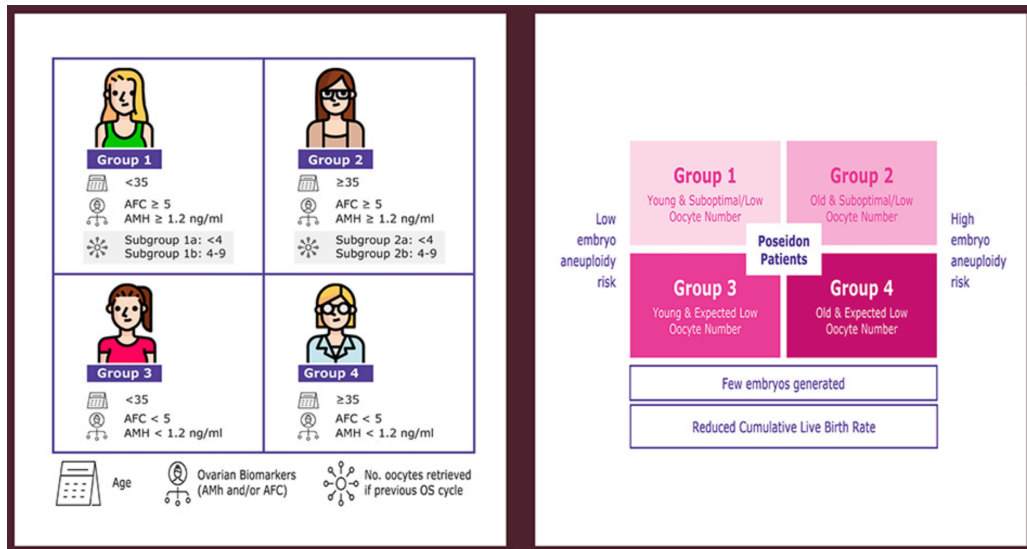 Group 1
<35
AFC ≥ 5
AMH ≥ 1.2 ng/ml
Subgroup 1a: <4
Subgroup 1b: 4-9
Group 2
≥35
AFC ≥ 5
AMH ≥ 1.2 ng/ml
Subgroup 2a: <4
Subgroup 2b: 4-9
Group 3
<35
AFC < 5
AMH < 1.2 ng/ml
Group 4
≥35
AFC < 5
AMH < 1.2 ng/ml
Age
Ovarian Biomarkers
(AMh and/or AFC)
No. oocytes retrieved
if previous OS cycle
Low
embryo
aneuploidy
risk
Group 1
Young & Suboptimal/Low
Oocyte Number
Group 2
Old & Suboptimal/Low
Oocyte Number
Poseidon
Patients
Group 3
Young & Expected Low
Oocyte Number
Group 4
Old & Expected Low
Oocyte Number
High
embryo
aneuploidy
risk
Few embryos generated
Reduced Cumulative Live Birth Rate